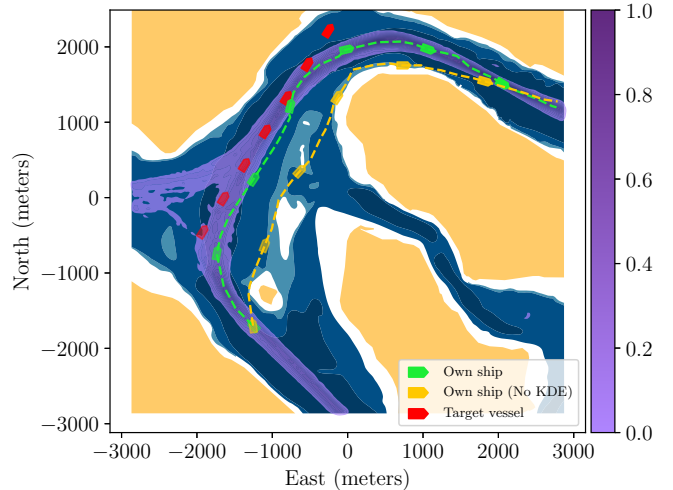 2000
1000
0
−1000
−2000
−3000
North (meters)
−3000 −2000 −1000 0 1000 2000 3000
East (meters)
Own ship
Own ship (No KDE)
Target vessel
1.0
0.8
0.6
0.4
0.2
0.0